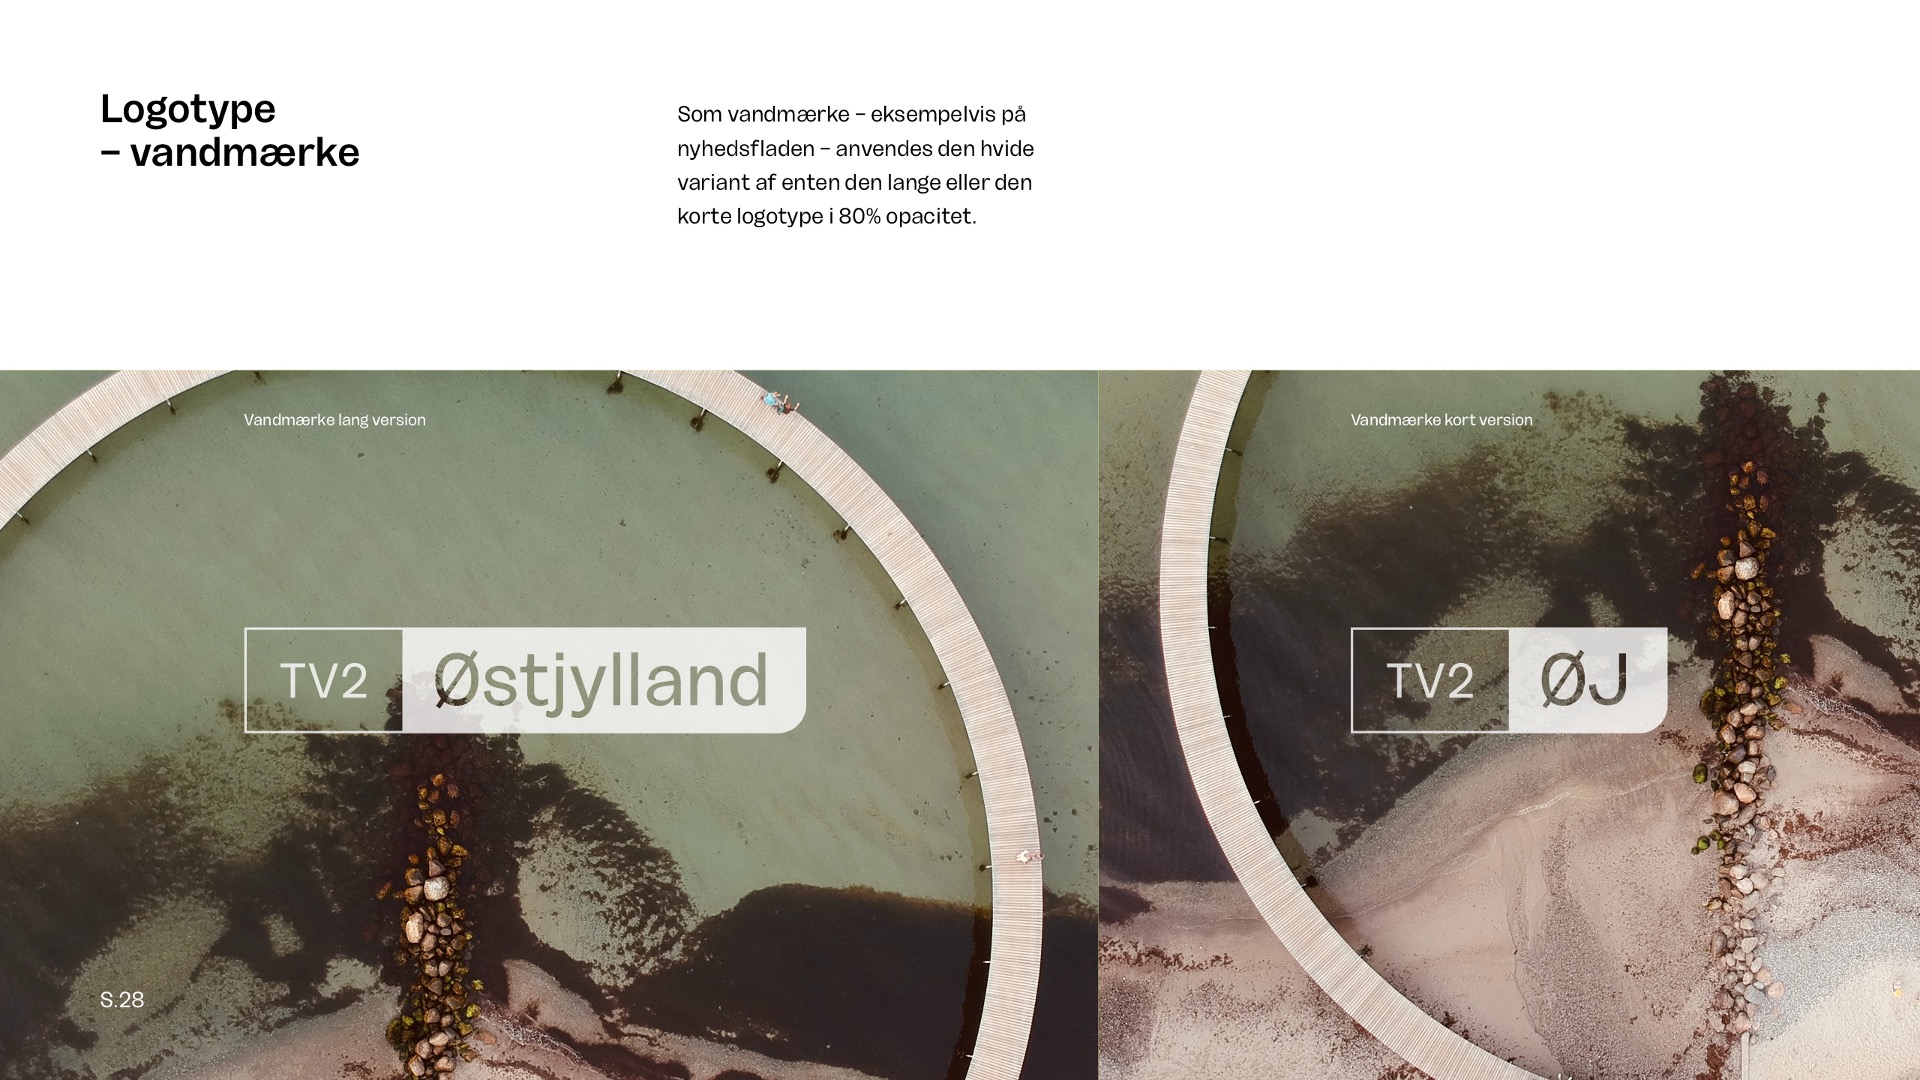 Logotype
– vandmærke
Som vandmærke – eksempelvis på
nyhedsfladen – anvendes den hvide
variant af enten den lange eller den
korte logotype i 80% opacitet.
Vandmærke lang version
TV2 Østjylland
Vandmærke kort version
TV2 ØJ
S.28